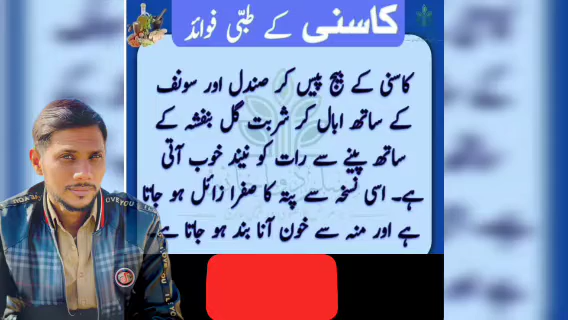 کاسنی کے طبّی فوائد
کاسنی کے بیج پیس کر صندل اور سونف
کے ساتھ ابال کر شربت گل بنفشہ کے
ساتھ پینے سے رات کو نیند خوب آتی
ہے۔ اسی نسخہ سے پتہ کا صفرا زائل ہو جاتا
ہے اور منہ سے خون آنا بند ہو جاتا ہے